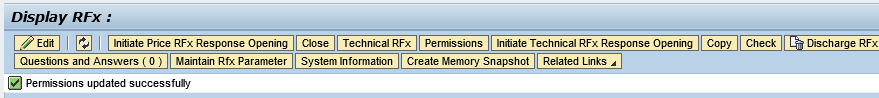 Display RFx :
Edit Initiate Price RFx Response Opening Close Technical RFx Permissions Initiate Technical RFx Response Opening Copy Check Discharge RFx
Questions and Answers ( 0 ) Maintain Rfx Parameter System Information Create Memory Snapshot Related Links
Permissions updated successfully